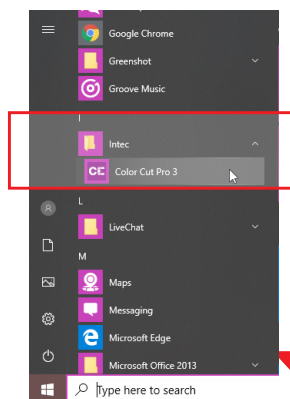 Google Chrome
Greenshot
Groove Music
I
Intec
CC Color Cut Pro 3
L
LiveChat
M
Maps
Messaging
Microsoft Edge
Microsoft Office 2013
Type here to search